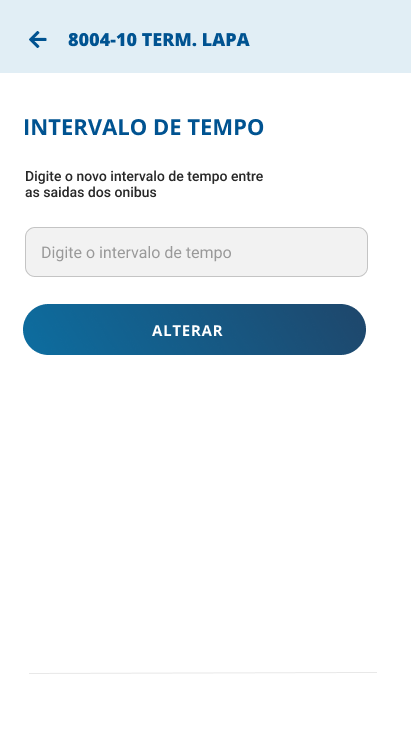 8004-10 TERM. LAPA
INTERVALO DE TEMPO
Digite o novo intervalo de tempo entre
as saidas dos onibus
Digite o intervalo de tempo
ALTERAR